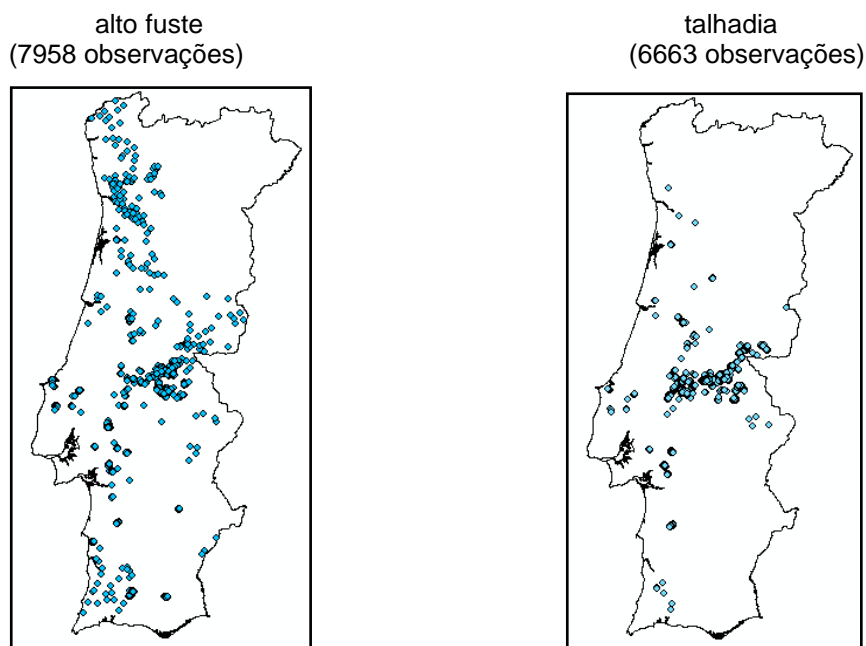 alto fuste
(7958 observações)
talhadia
(6663 observações)